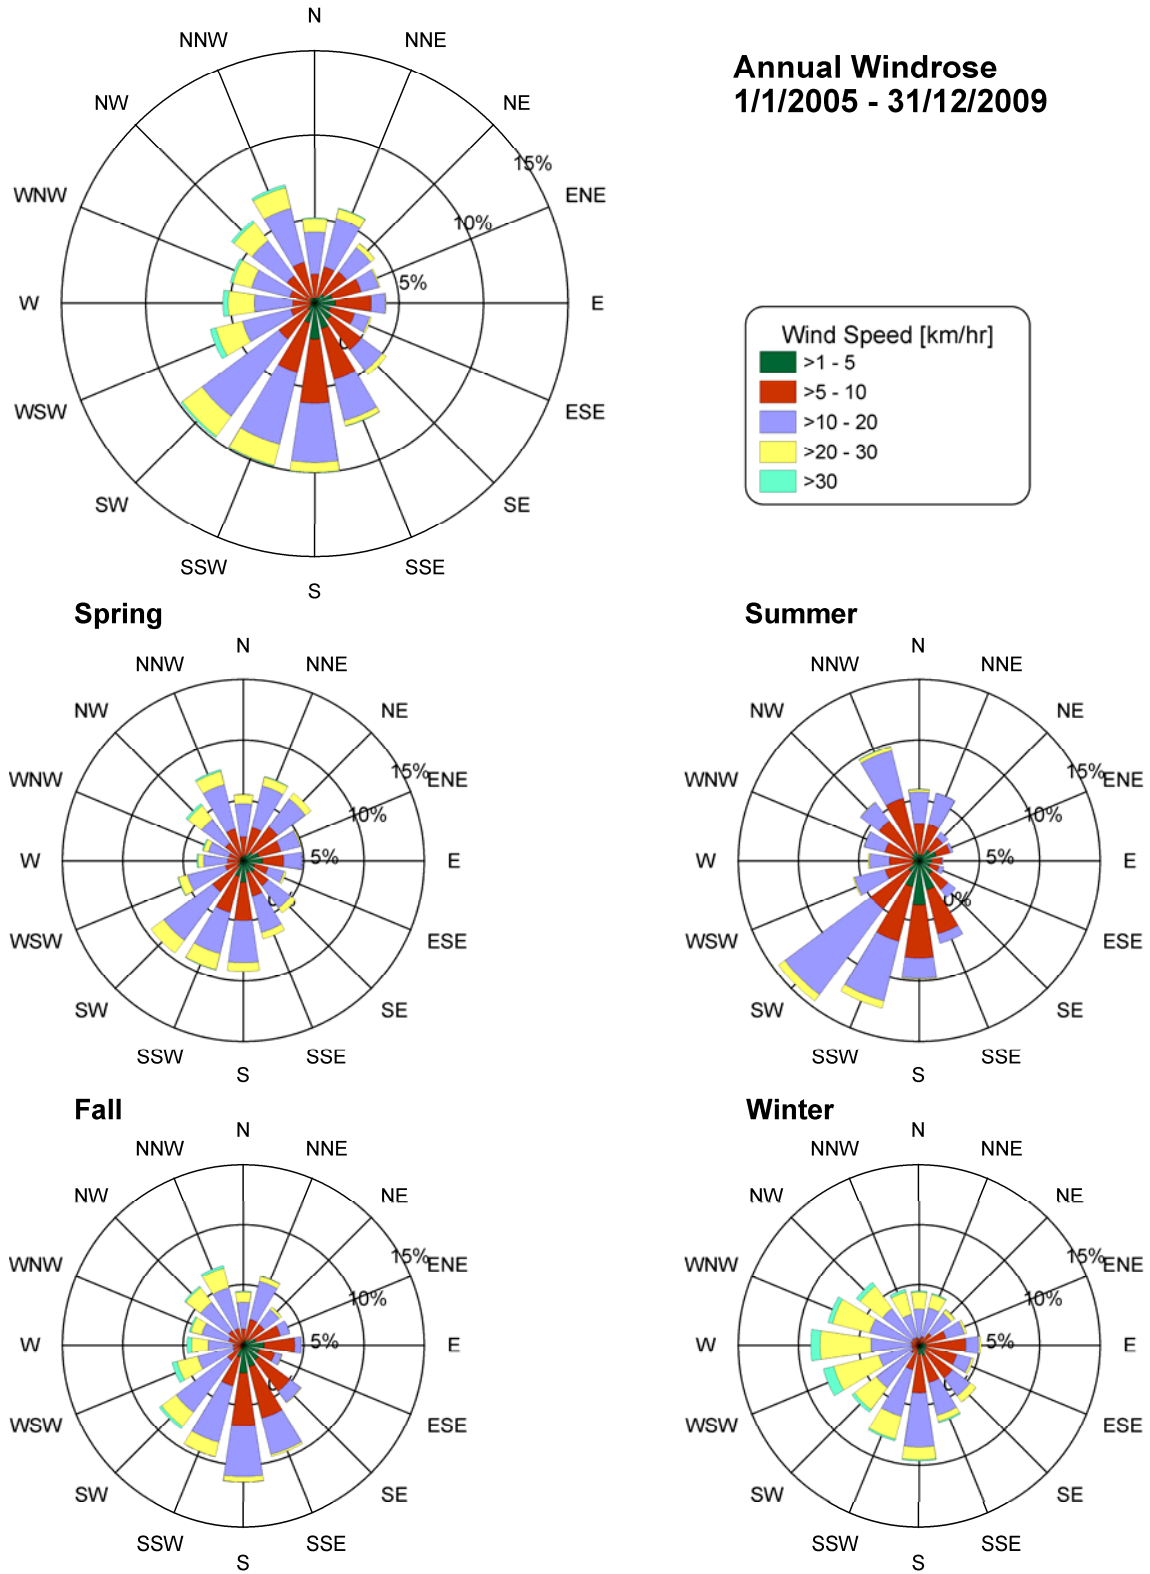 Annual Windrose
1/1/2005 - 31/12/2009
N
NNW
NNE
NW
NE
15%
WNW
ENE
10%
5%
W
E
WSW
ESE
SW
SE
SSW
SSE
S
Wind Speed [km/hr]
>1 - 5
>5 - 10
>10 - 20
>20 - 30
>30
Spring
N
NNW
NNE
NW
NE
WNW
15%
ENE
10%
W
5%
E
0%
WSW
ESE
SW
SE
SSW
SSE
S
Summer
N
NNW
NNE
NW
NE
WNW
15%
ENE
10%
W
5%
E
0%
WSW
ESE
SW
SE
SSW
SSE
S
Fall
N
NNW
NNE
NW
NE
WNW
15%
ENE
10%
W
5%
E
0%
WSW
ESE
SW
SE
SSW
SSE
S
Winter
N
NNW
NNE
NW
NE
WNW
15%
ENE
10%
W
5%
E
WSW
ESE
SW
SE
SSW
SSE
S